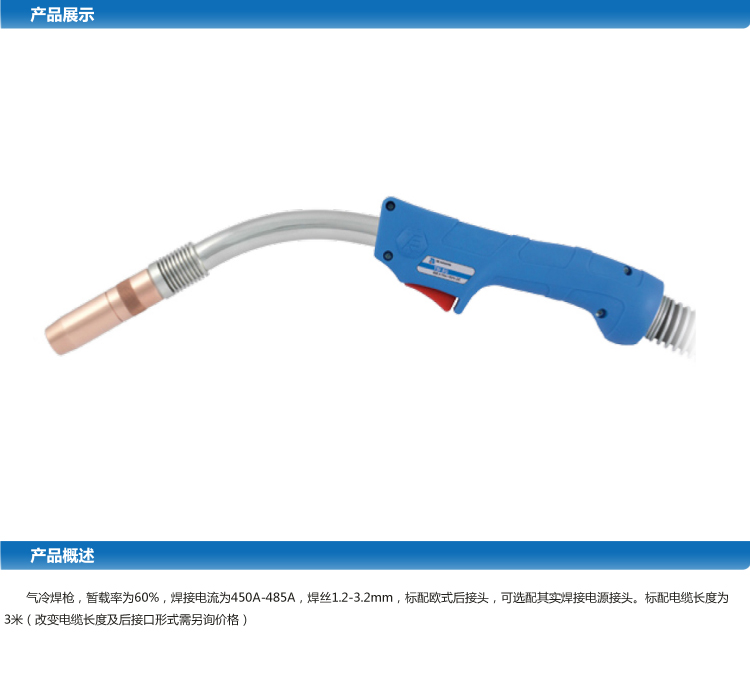 产品展示
产品概述
气冷焊枪，暂载率为60%，焊接电流为450A-485A，焊丝1.2-3.2mm，标配欧式后接头，可选配其实焊接电源接头。标配电缆长度为
3米（改变电缆长度及后接口形式需另询价格）